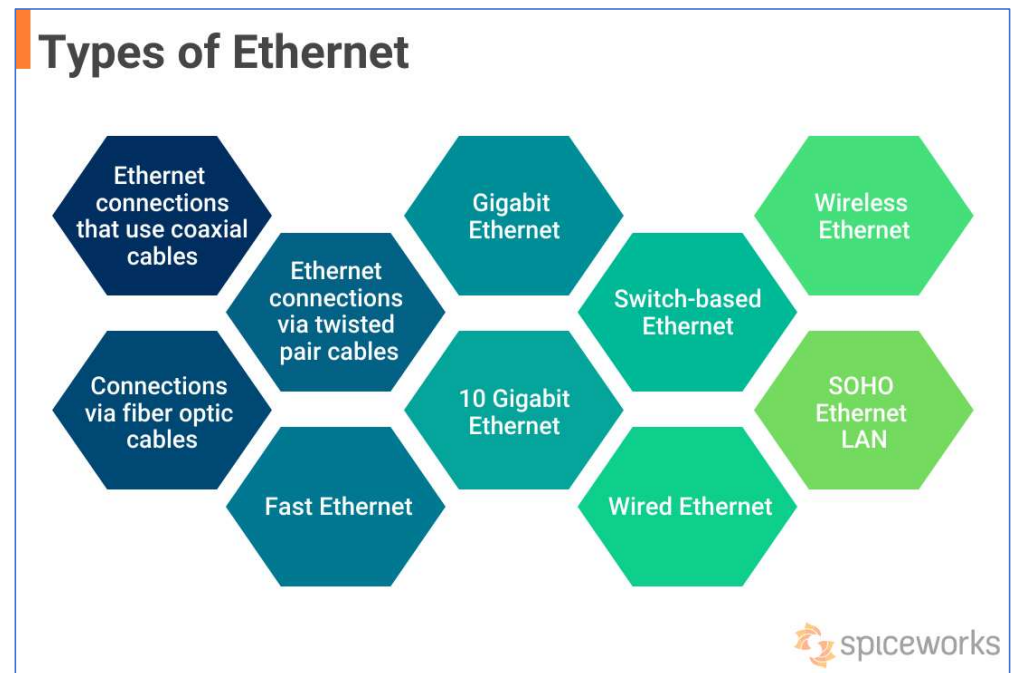 Types of Ethernet
Ethernet
connections
that use coaxial
cables
Connections
via fiber optic
cables
Ethernet
connections
via twisted
pair cables
Fast Ethernet
Gigabit
Ethernet
10 Gigabit
Ethernet
Switch-based
Ethernet
Wired Ethernet
Wireless
Ethernet
SOHO
Ethernet
LAN
spiceworks